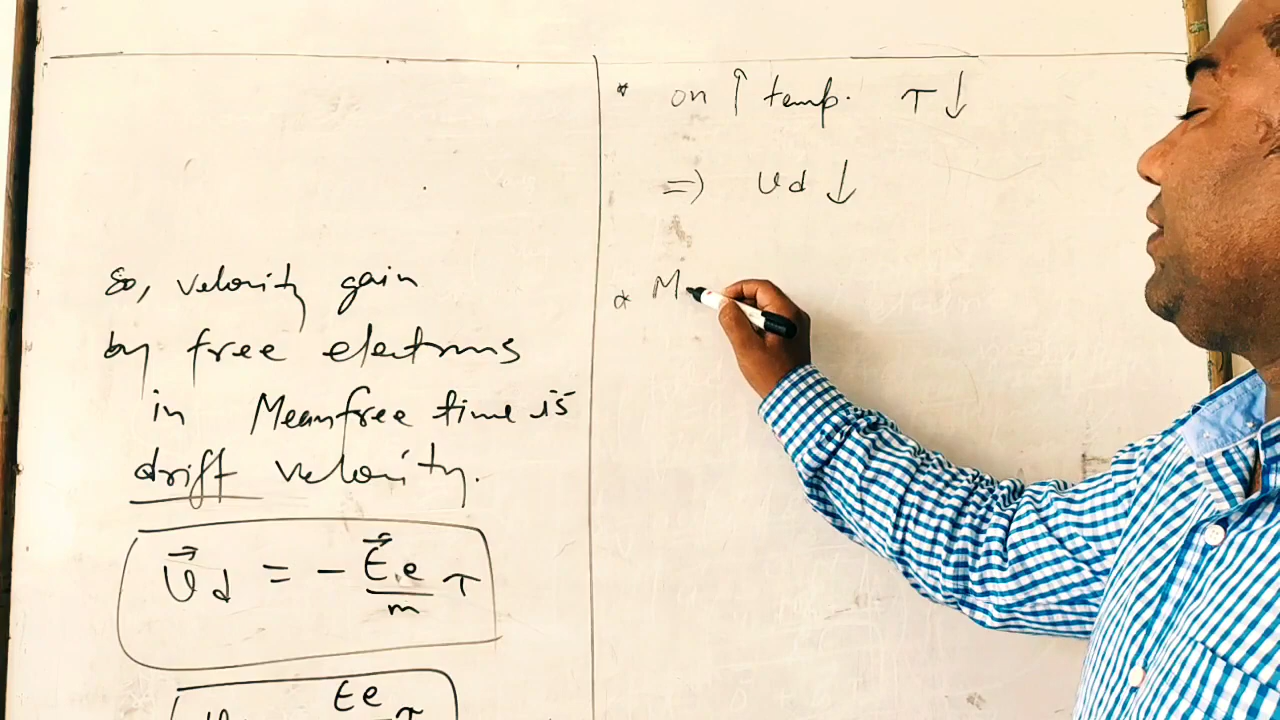 So, velocity gain
by free electrons
in Meanfree time is
drift velocity.
v⃗d = - E⃗.e/m τ
Ee τ
* on ↑ temp. τ ↓
=> vd ↓
* M